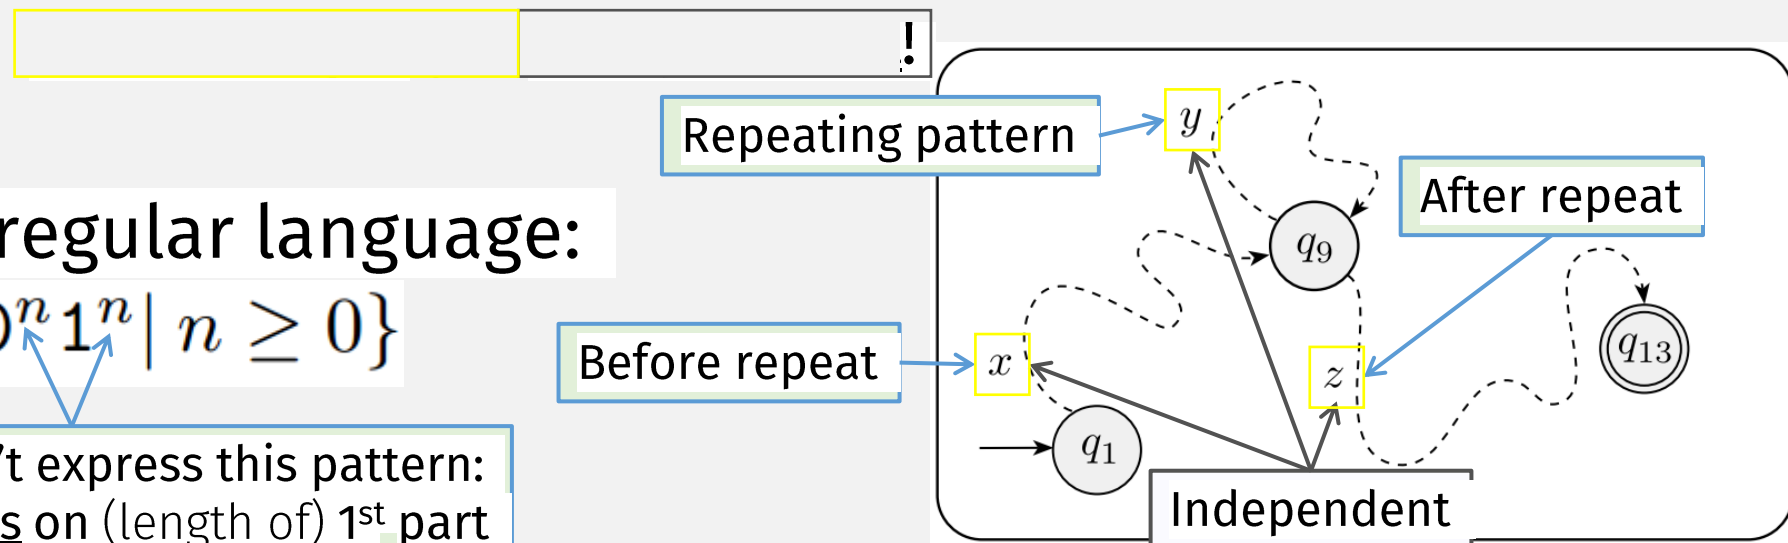 !
Repeating pattern
y
After repeat
regular language:
q9
0ⁿ1ⁿ| n ≥ 0}
Before repeat
x
z
q13
't express this pattern:
q1
s on (length of) 1st part
Independent